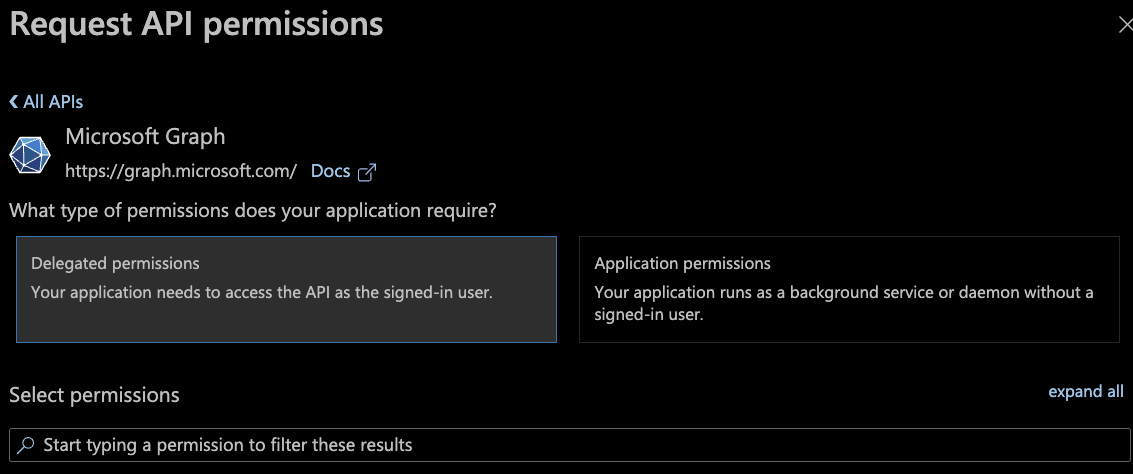 Request API permissions
All APIs
Microsoft Graph
https://graph.microsoft.com/ Docs
What type of permissions does your application require?
Delegated permissions
Your application needs to access the API as the signed-in user.
Application permissions
Your application runs as a background service or daemon without a
signed-in user.
Select permissions
expand all
Start typing a permission to filter these results